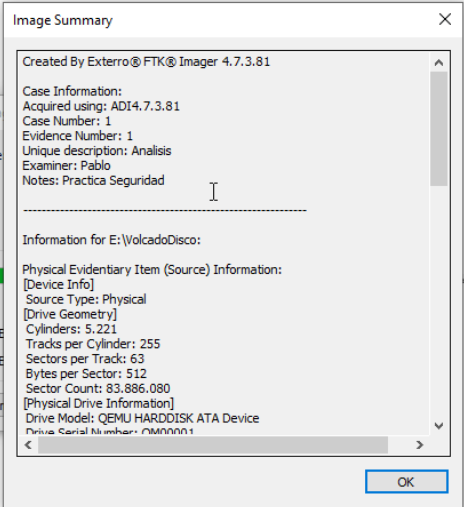 Image Summary
Created By Exterro® FTK® Imager 4.7.3.81
Case Information:
Acquired using: ADI4.7.3.81
Case Number: 1
Evidence Number: 1
Unique description: Analisis
Examiner: Pablo
Notes: Practica Seguridad
--------------------------------------------------------------
Information for E:\VolcadoDisco:
Physical Evidentiary Item (Source) Information:
[Device Info]
Source Type: Physical
[Drive Geometry]
Cylinders: 5.221
Tracks per Cylinder: 255
Sectors per Track: 63
Bytes per Sector: 512
Sector Count: 83.886.080
[Physical Drive Information]
Drive Model: QEMU HARDDISK ATA Device
Drive Serial Number: QM00001
OK